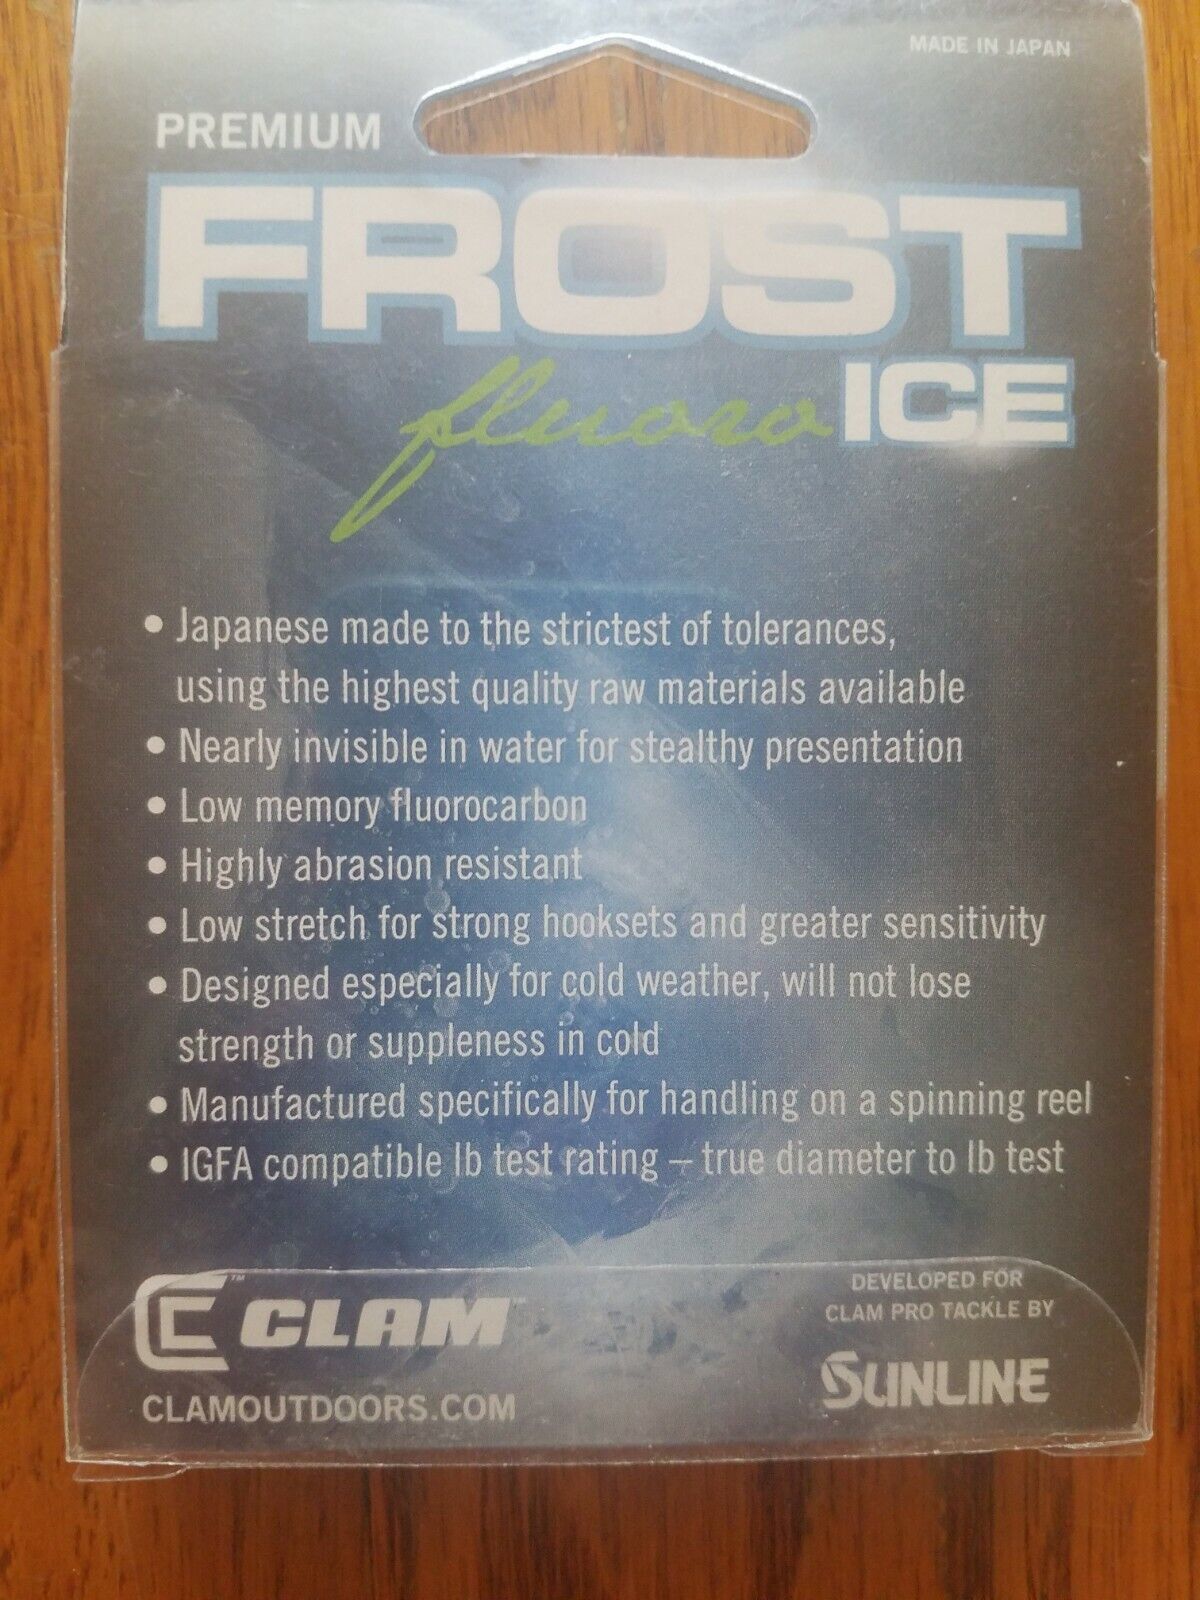 MADE IN JAPAN
PREMIUM
FROST
fluoro ICE
• Japanese made to the strictest of tolerances,
using the highest quality raw materials available
• Nearly invisible in water for stealthy presentation
• Low memory fluorocarbon
• Highly abrasion resistant
• Low stretch for strong hooksets and greater sensitivity
• Designed especially for cold weather, will not lose
strength or suppleness in cold
• Manufactured specifically for handling on a spinning reel
• IGFA compatible lb test rating – true diameter to lb test
CLAM™
CLAMOUTDOORS.COM
DEVELOPED FOR
CLAM PRO TACKLE BY
SUNLINE